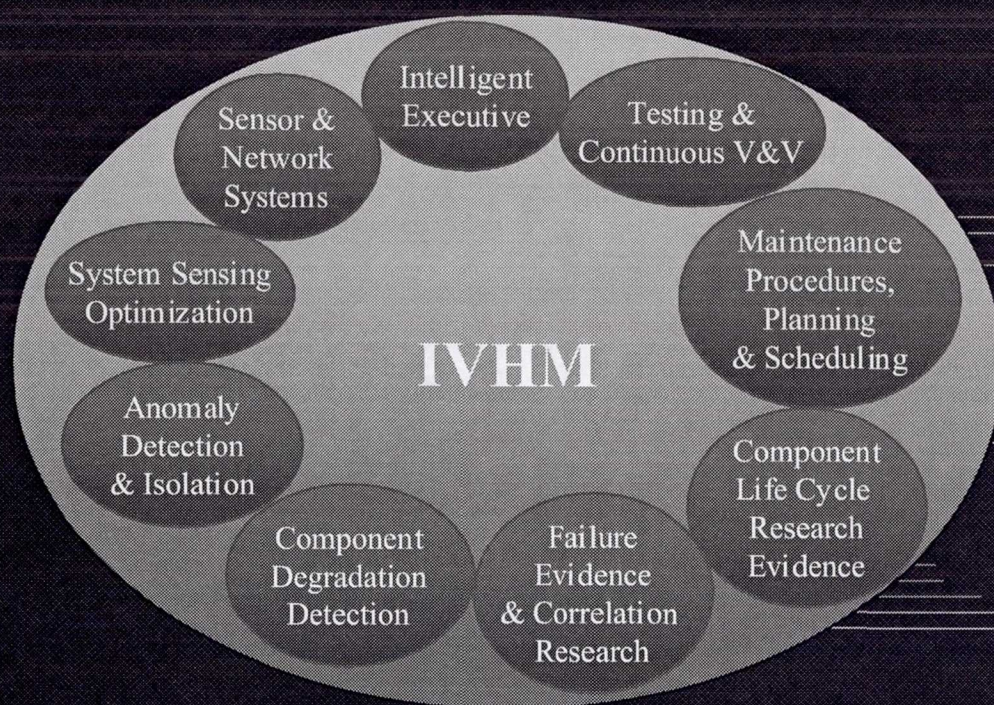 Intelligent
Executive
Testing &
Continuous V&V
Maintenance
Procedures,
Planning
& Scheduling
Component
Life Cycle
Research
Evidence
Failure
Evidence
& Correlation
Research
Component
Degradation
Detection
Anomaly
Detection
& Isolation
System Sensing
Optimization
Sensor &
Network
Systems
IVHM